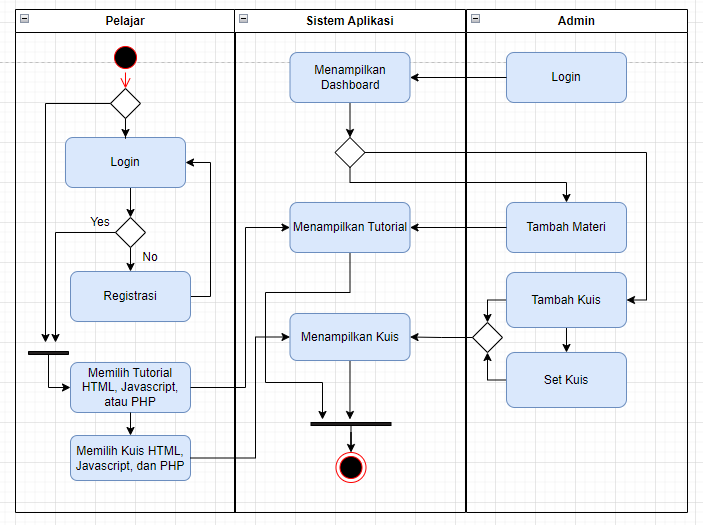 Pelajar
Sistem Aplikasi
Admin
Menampilkan
Dashboard
Login
Login
Yes
No
Registrasi
Menampilkan Tutorial
Tambah Materi
Tambah Kuis
Menampilkan Kuis
Set Kuis
Memilih Tutorial
HTML, Javascript,
atau PHP
Memilih Kuis HTML,
Javascript, dan PHP